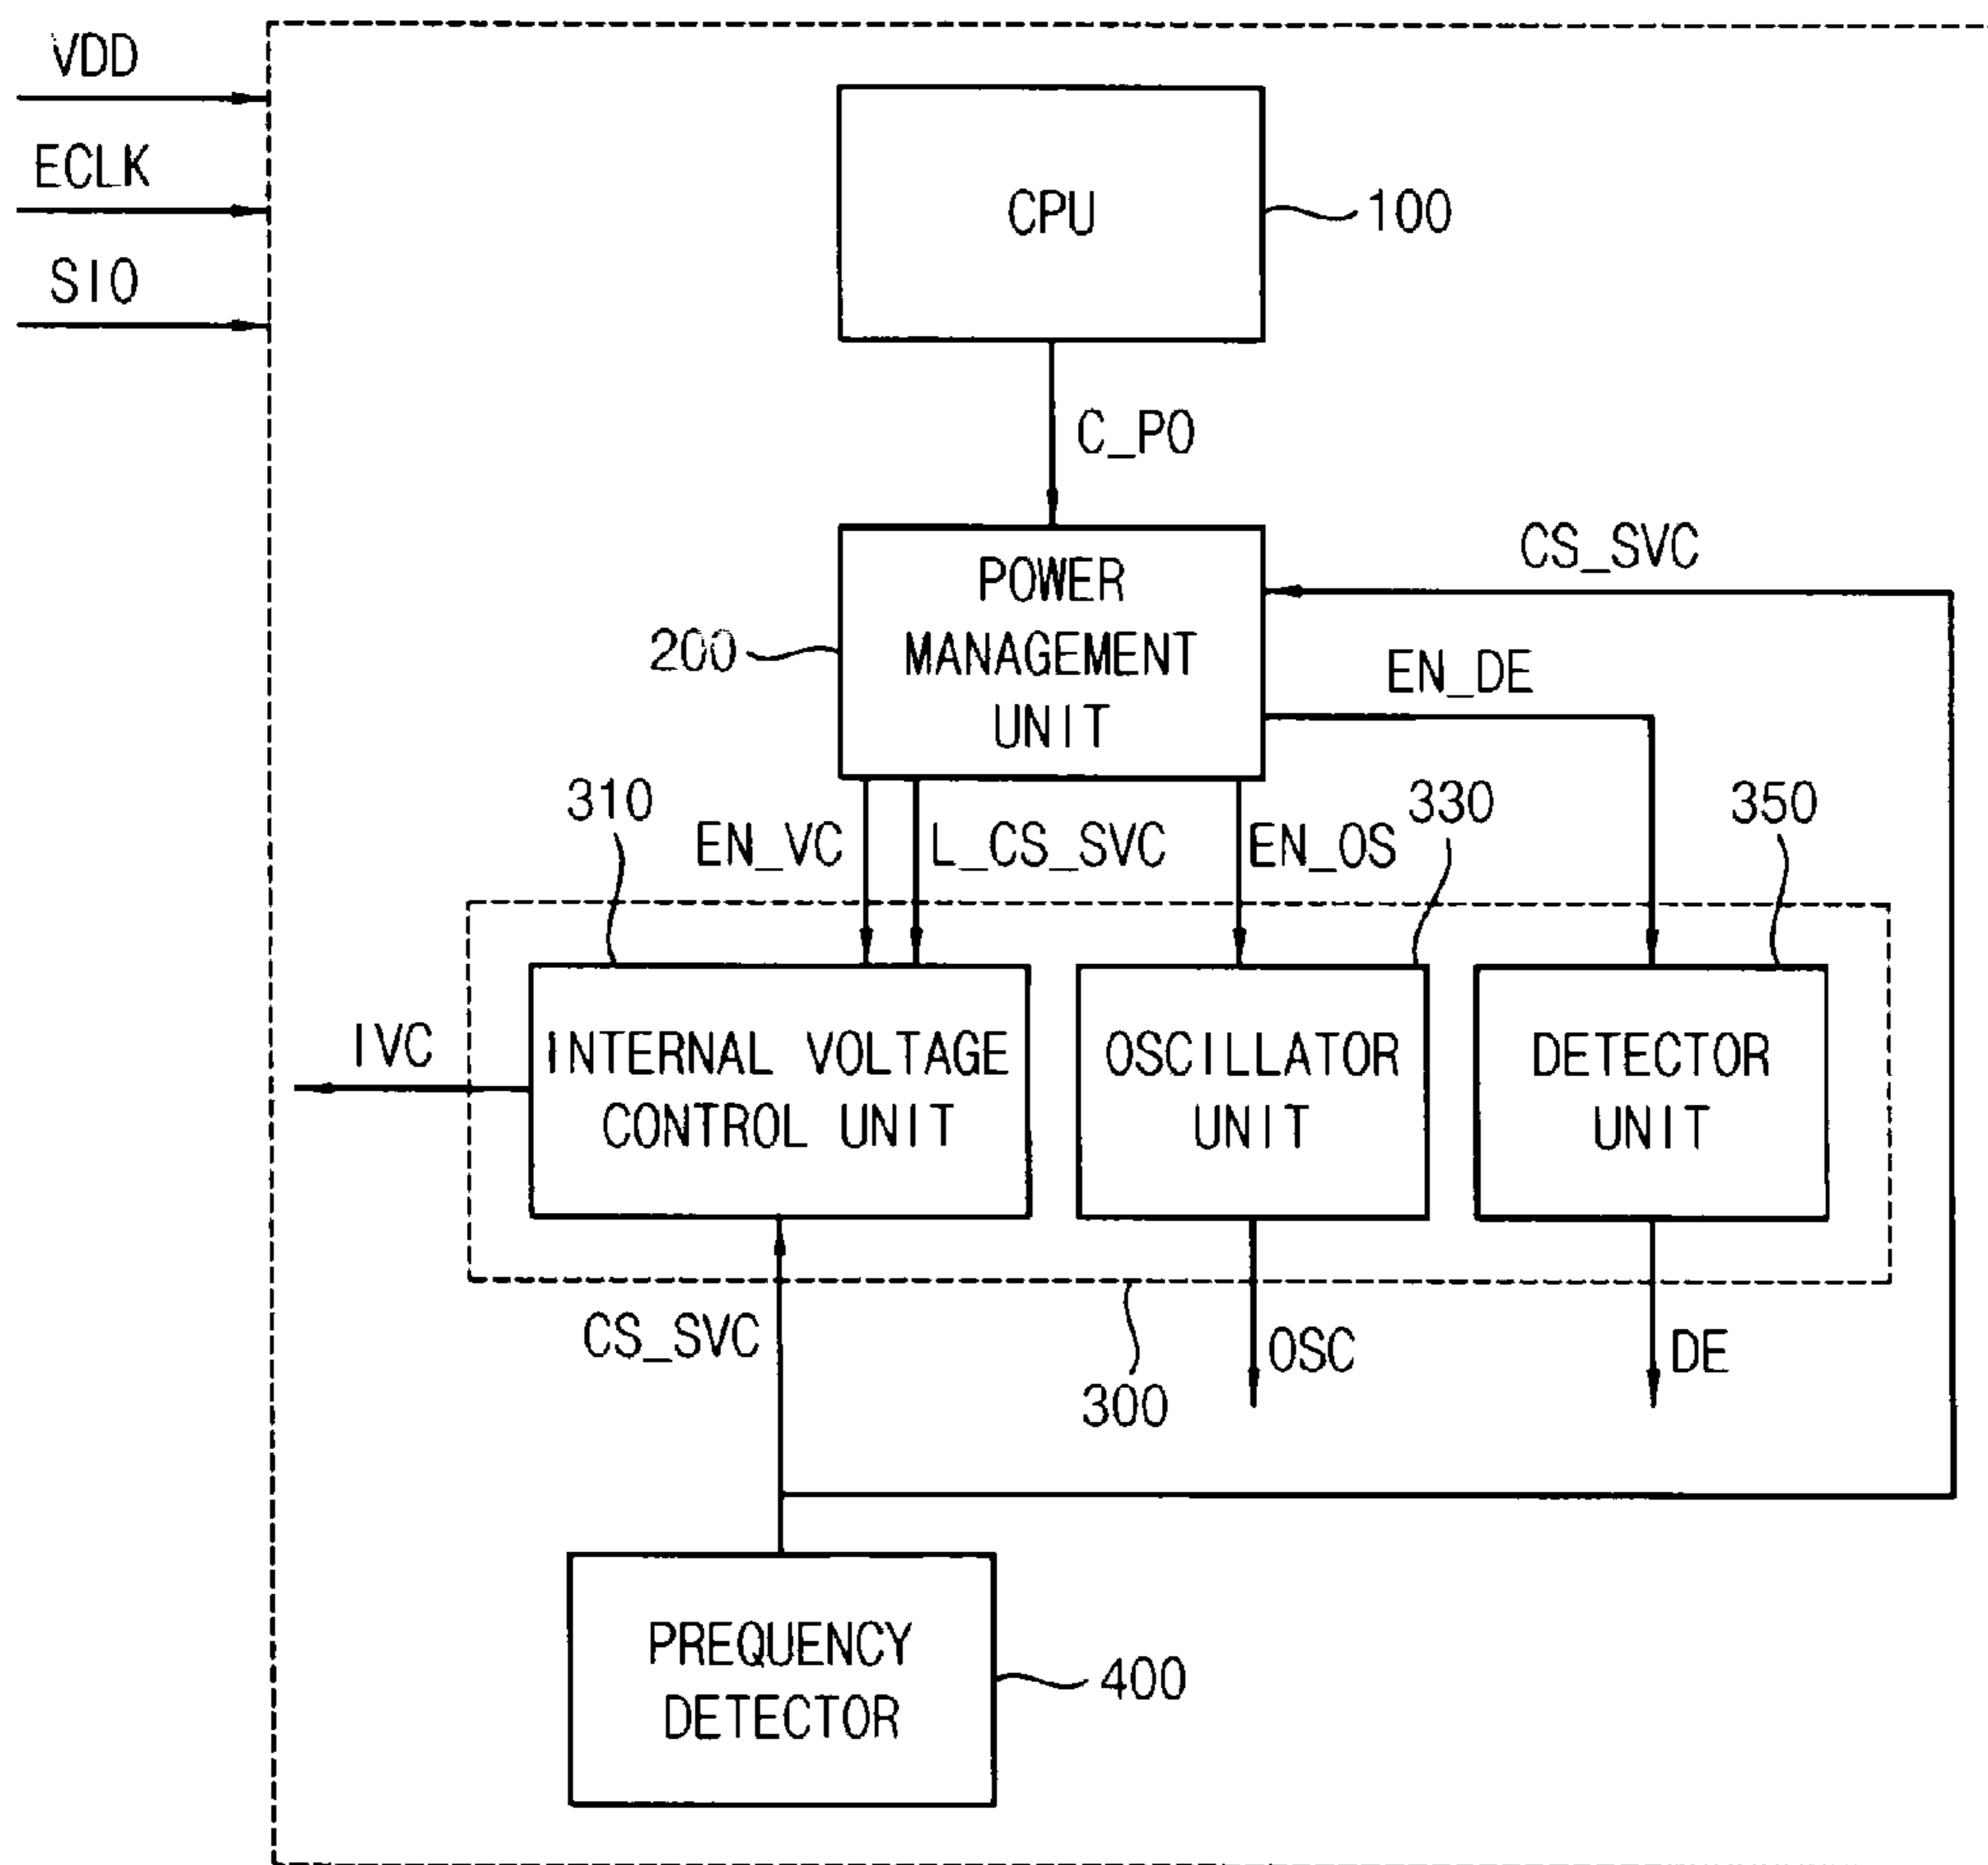 VDD
ECLK
SIO
CPU
100
C_PO
CS_SVC
POWER
MANAGEMENT
UNIT
200
EN_DE
310
EN_VC
L_CS_SVC
EN_OS
330
350
IVC
INTERNAL VOLTAGE
CONTROL UNIT
OSCILLATOR
UNIT
DETECTOR
UNIT
CS_SVC
300
OSC
DE
PREQUENCY
DETECTOR
400